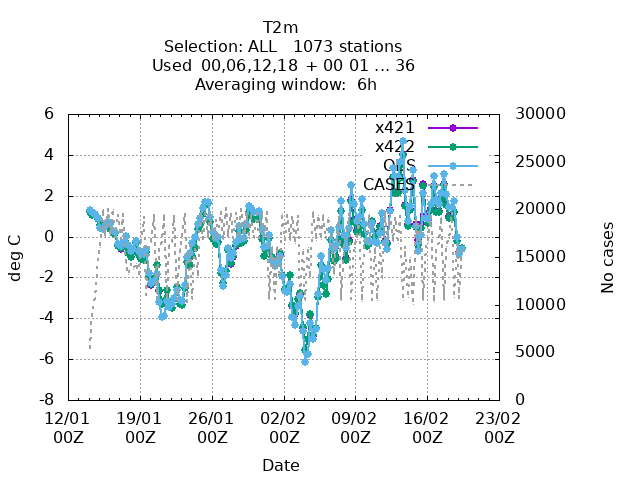 T2m
Selection: ALL   1073 stations
Used  00,06,12,18  + 00 01 ... 36
Averaging window:  6h
x421
x422
OBS
CASES
6
4
2
0
-2
-4
-6
-8
deg C
30000
25000
20000
15000
10000
5000
0
No cases
12/01 19/01 26/01 02/02 09/02 16/02 23/02
00Z 00Z 00Z 00Z 00Z 00Z 00Z
Date